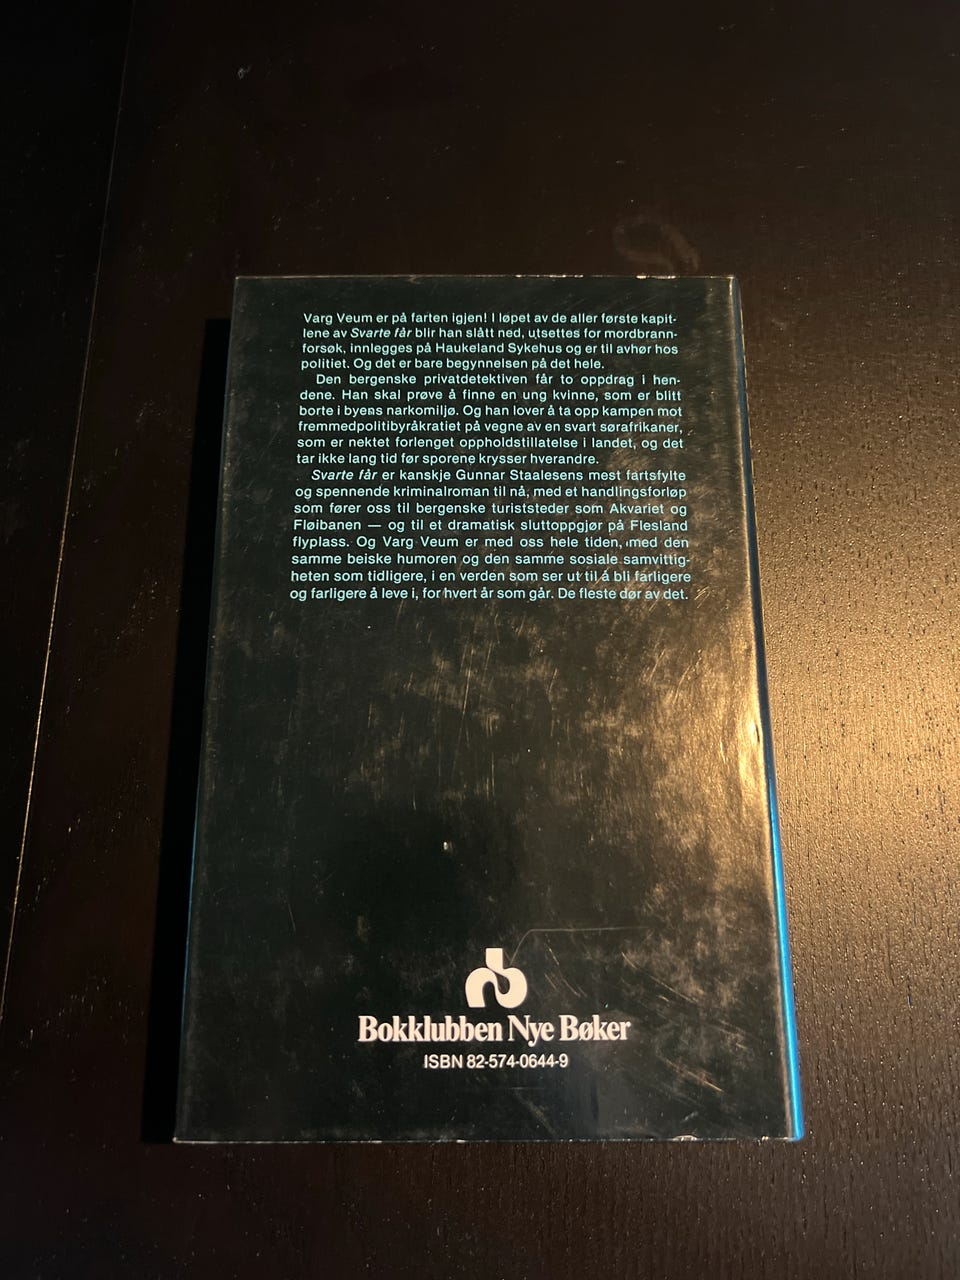 Varg Veum er på farten igjen! I løpet av de aller første kapit-
lene av Svarte får blir han slått ned, utsettes for mordbrann-
forsøk, innlegges på Haukeland Sykehus og er til avhør hos
politiet. Og det er bare begynnelsen på det hele.
Den bergenske privatdetektiven får to oppdrag i hen-
dene. Han skal prøve å finne en ung kvinne, som er blitt
borte i byens narkomiljø. Og han lover å ta opp kampen mot
fremmedpolitibyråkratiet på vegne av en svart sørafrikaner,
som er nektet forlenget oppholdstillatelse i landet, og det
tar ikke lang tid før sporene krysser hverandre.
Svarte får er kanskje Gunnar Staalesens mest fartsfylte
og spennende kriminalroman til nå, med et handlingsforløp
som fører oss til bergenske turiststeder som Akvariet og
Fløibanen — og til et dramatisk sluttoppgjør på Flesland
flyplass. Og Varg Veum er med oss hele tiden, med den
samme beiske humoren og den samme sosiale samvittig-
heten som tidligere, i en verden som ser ut til å bli farligere
og farligere å leve i, for hvert år som går. De fleste dør av det.
Bokklubben Nye Bøker
ISBN 82-574-0644-9